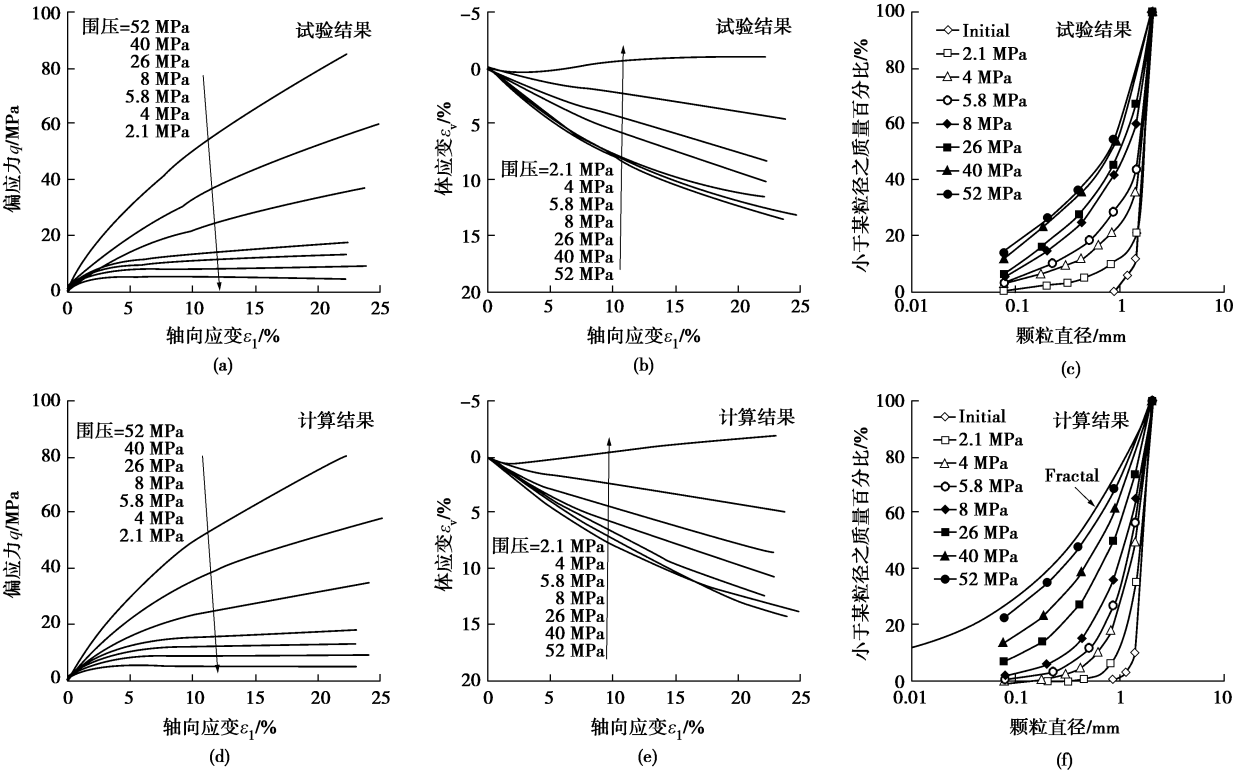 100
80
60
40
20
0
偏应力q/MPa
围压=52 MPa
40 MPa
26 MPa
8 MPa
5.8 MPa
4 MPa
2.1 MPa
试验结果
0 5 10 15 20 25
轴向应变ε1/%
(a)
-5
0
5
10
15
20
体应变εv/%
试验结果
围压=2.1 MPa
4 MPa
5.8 MPa
8 MPa
26 MPa
40 MPa
52 MPa
0 5 10 15 20 25
轴向应变ε1/%
(b)
100
80
60
40
20
0
小于某粒径之质量百分比/%
试验结果
Initial
2.1 MPa
4 MPa
5.8 MPa
8 MPa
26 MPa
40 MPa
52 MPa
0.01 0.1 1 10
颗粒直径/mm
(c)
100
80
60
40
20
0
偏应力q/MPa
计算结果
围压=52 MPa
40 MPa
26 MPa
8 MPa
5.8 MPa
4 MPa
2.1 MPa
0 5 10 15 20 25
轴向应变ε1/%
(d)
-5
0
5
10
15
20
体应变εv/%
计算结果
围压=2.1 MPa
4 MPa
5.8 MPa
8 MPa
26 MPa
40 MPa
52 MPa
0 5 10 15 20 25
轴向应变ε1/%
(e)
100
80
60
40
20
0
小于某粒径之质量百分比/%
计算结果
Initial
2.1 MPa
4 MPa
5.8 MPa
8 MPa
26 MPa
40 MPa
52 MPa
Fractal
0.01 0.1 1 10
颗粒直径/mm
(f)